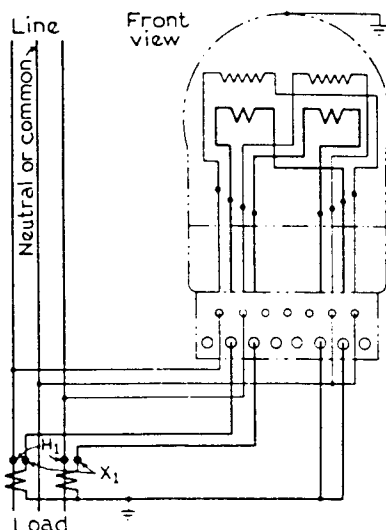 Line
Front
view
Neutral or common
H1
X1
Load